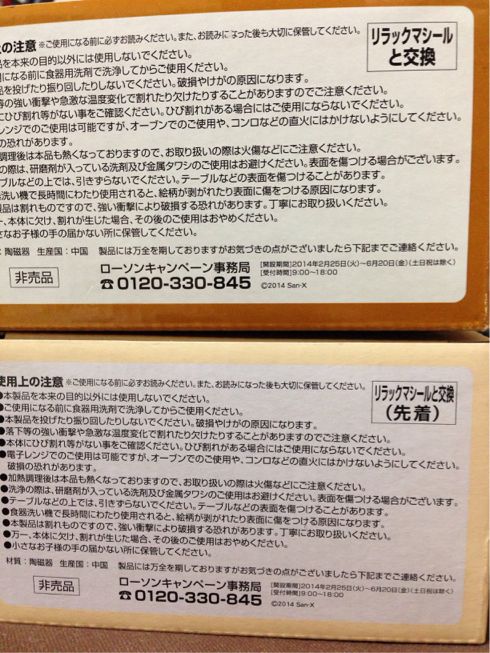 上の注意 ※ご使用になる前に必ずお読みください。また、お読みになった後も大切に保管してください。
リラックマシール
と交換
品を本来の目的以外には使用しないでください。
になる前に食器用洗剤で洗浄してからご使用ください。
品を投げたり振り回したりしないでください。破損やけがの原因になります。
等の強い衝撃や急激な温度変化で割れたり欠けたりすることがありますのでご注意ください。
にひび割れ等がない事をご確認ください。ひび割れがある場合にはご使用にならないでください。
レンジでのご使用は可能ですが、オーブンでのご使用や、コンロなどの直火にはかけないようにしてください。
の恐れがあります。
調理後は本品も熱くなっておりますので、お取り扱いの際は火傷などにご注意ください。
の際は、研磨剤が入っている洗剤及び金属タワシのご使用はお避けください。表面を傷つける場合がございます。
ーブルなどの上では、引きずらないでください。テーブルなどの表面を傷つけることがあります。
洗い機で長時間にわたり使用されると、絵柄が剥がれたり表面に傷をつける原因になります。
製品は割れものですので、強い衝撃により破損する恐れがあります。丁寧にお取り扱いください。
一、本体に欠け、割れが生じた場合、その後のご使用はおやめください。
さなお子様の手の届かない所に保管してください。
：陶磁器 生産国：中国 製品には万全を期しておりますがお気づきの点がございましたら下記までご連絡ください。
非売品
ローソンキャンペーン事務局
0120-330-845
[開設期間]2014年2月25日(火)～6月20日(金)(土日祝は除く)
[受付時間]9:00～18:00
©2014 San-X
使用上の注意 ※ご使用になる前に必ずお読みください。また、お読みになった後も大切に保管してください。
リラックマシールと交換
(先着)
●本製品を本来の目的以外には使用しないでください。
●ご使用になる前に食器用洗剤で洗浄してからご使用ください。
●本製品を投げたり振り回したりしないでください。破損やけがの原因になります。
●落下等の強い衝撃や急激な温度変化で割れたり欠けたりすることがありますのでご注意ください。
●本体にひび割れ等がない事をご確認ください。ひび割れがある場合にはご使用にならないでください。
●電子レンジでのご使用は可能ですが、オーブンでのご使用や、コンロなどの直火にはかけないようにしてください。
破損の恐れがあります。
●加熱調理後は本品も熱くなっておりますので、お取り扱いの際は火傷などにご注意ください。
●洗浄の際は、研磨剤が入っている洗剤及び金属タワシのご使用はお避けください。表面を傷つける場合がございます。
●テーブルなどの上では、引きずらないでください。テーブルなどの表面を傷つけることがあります。
●食器洗い機で長時間にわたり使用されると、絵柄が剥がれたり表面に傷をつける原因になります。
●本製品は割れものですので、強い衝撃により破損する恐れがあります。丁寧にお取り扱いください。
●万一、本体に欠け、割れが生じた場合、その後のご使用はおやめください。
●小さなお子様の手の届かない所に保管してください。
材質：陶磁器 生産国：中国 製品には万全を期しておりますがお気づきの点がございましたら下記までご連絡ください。
非売品
ローソンキャンペーン事務局
0120-330-845
[開設期間]2014年2月25日(火)～6月20日(金)(土日祝は除く)
[受付時間]9:00～18:00
©2014 San-X